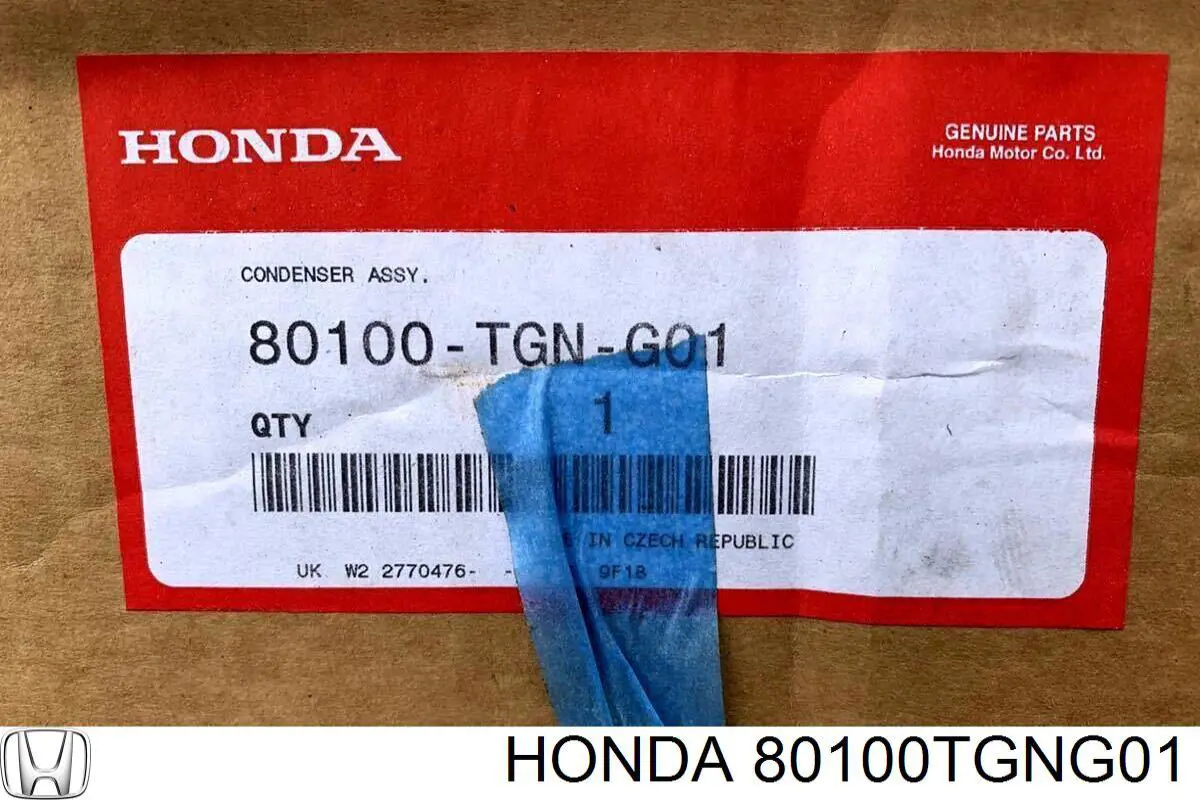 HONDA
GENUINE PARTS
Honda Motor Co. Ltd.
CONDENSER ASSY.
80100-TGN-G01
QTY 1
IN CZECH REPUBLIC
UK W2 2770476- - 9F18
HONDA 80100TGNG01